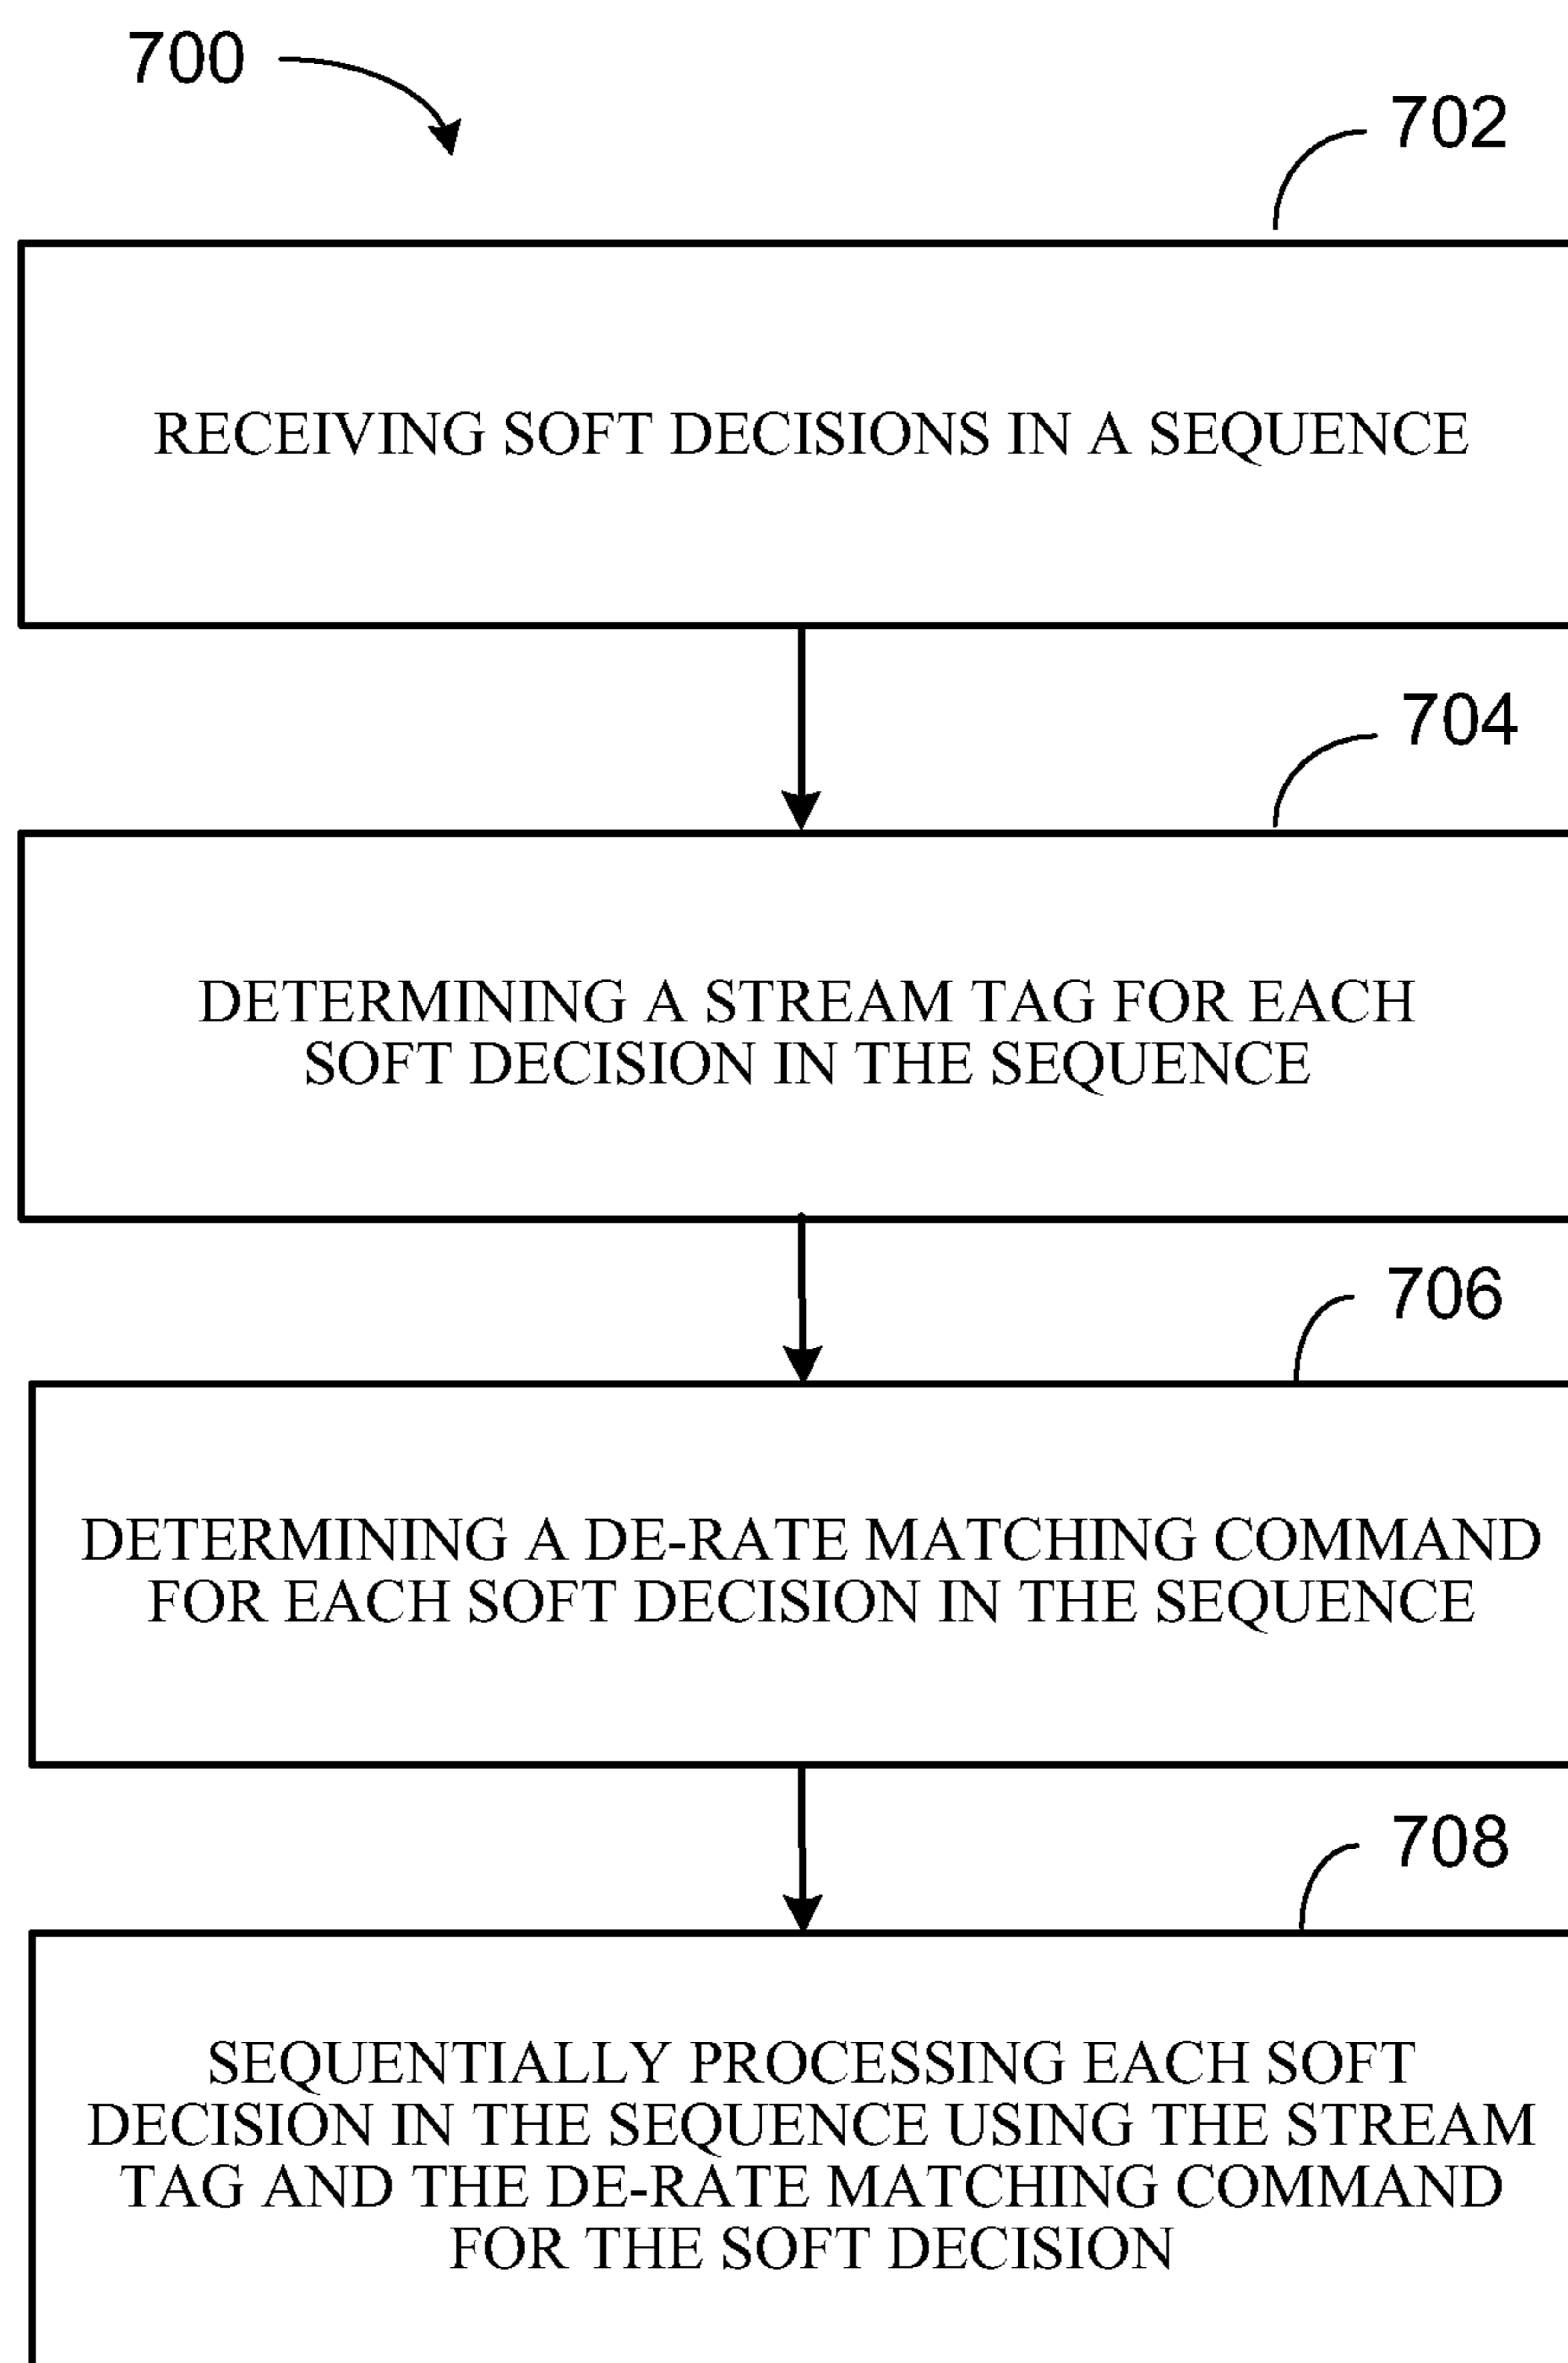 700
702
RECEIVING SOFT DECISIONS IN A SEQUENCE
704
DETERMINING A STREAM TAG FOR EACH
SOFT DECISION IN THE SEQUENCE
706
DETERMINING A DE-RATE MATCHING COMMAND
FOR EACH SOFT DECISION IN THE SEQUENCE
708
SEQUENTIALLY PROCESSING EACH SOFT
DECISION IN THE SEQUENCE USING THE STREAM
TAG AND THE DE-RATE MATCHING COMMAND
FOR THE SOFT DECISION